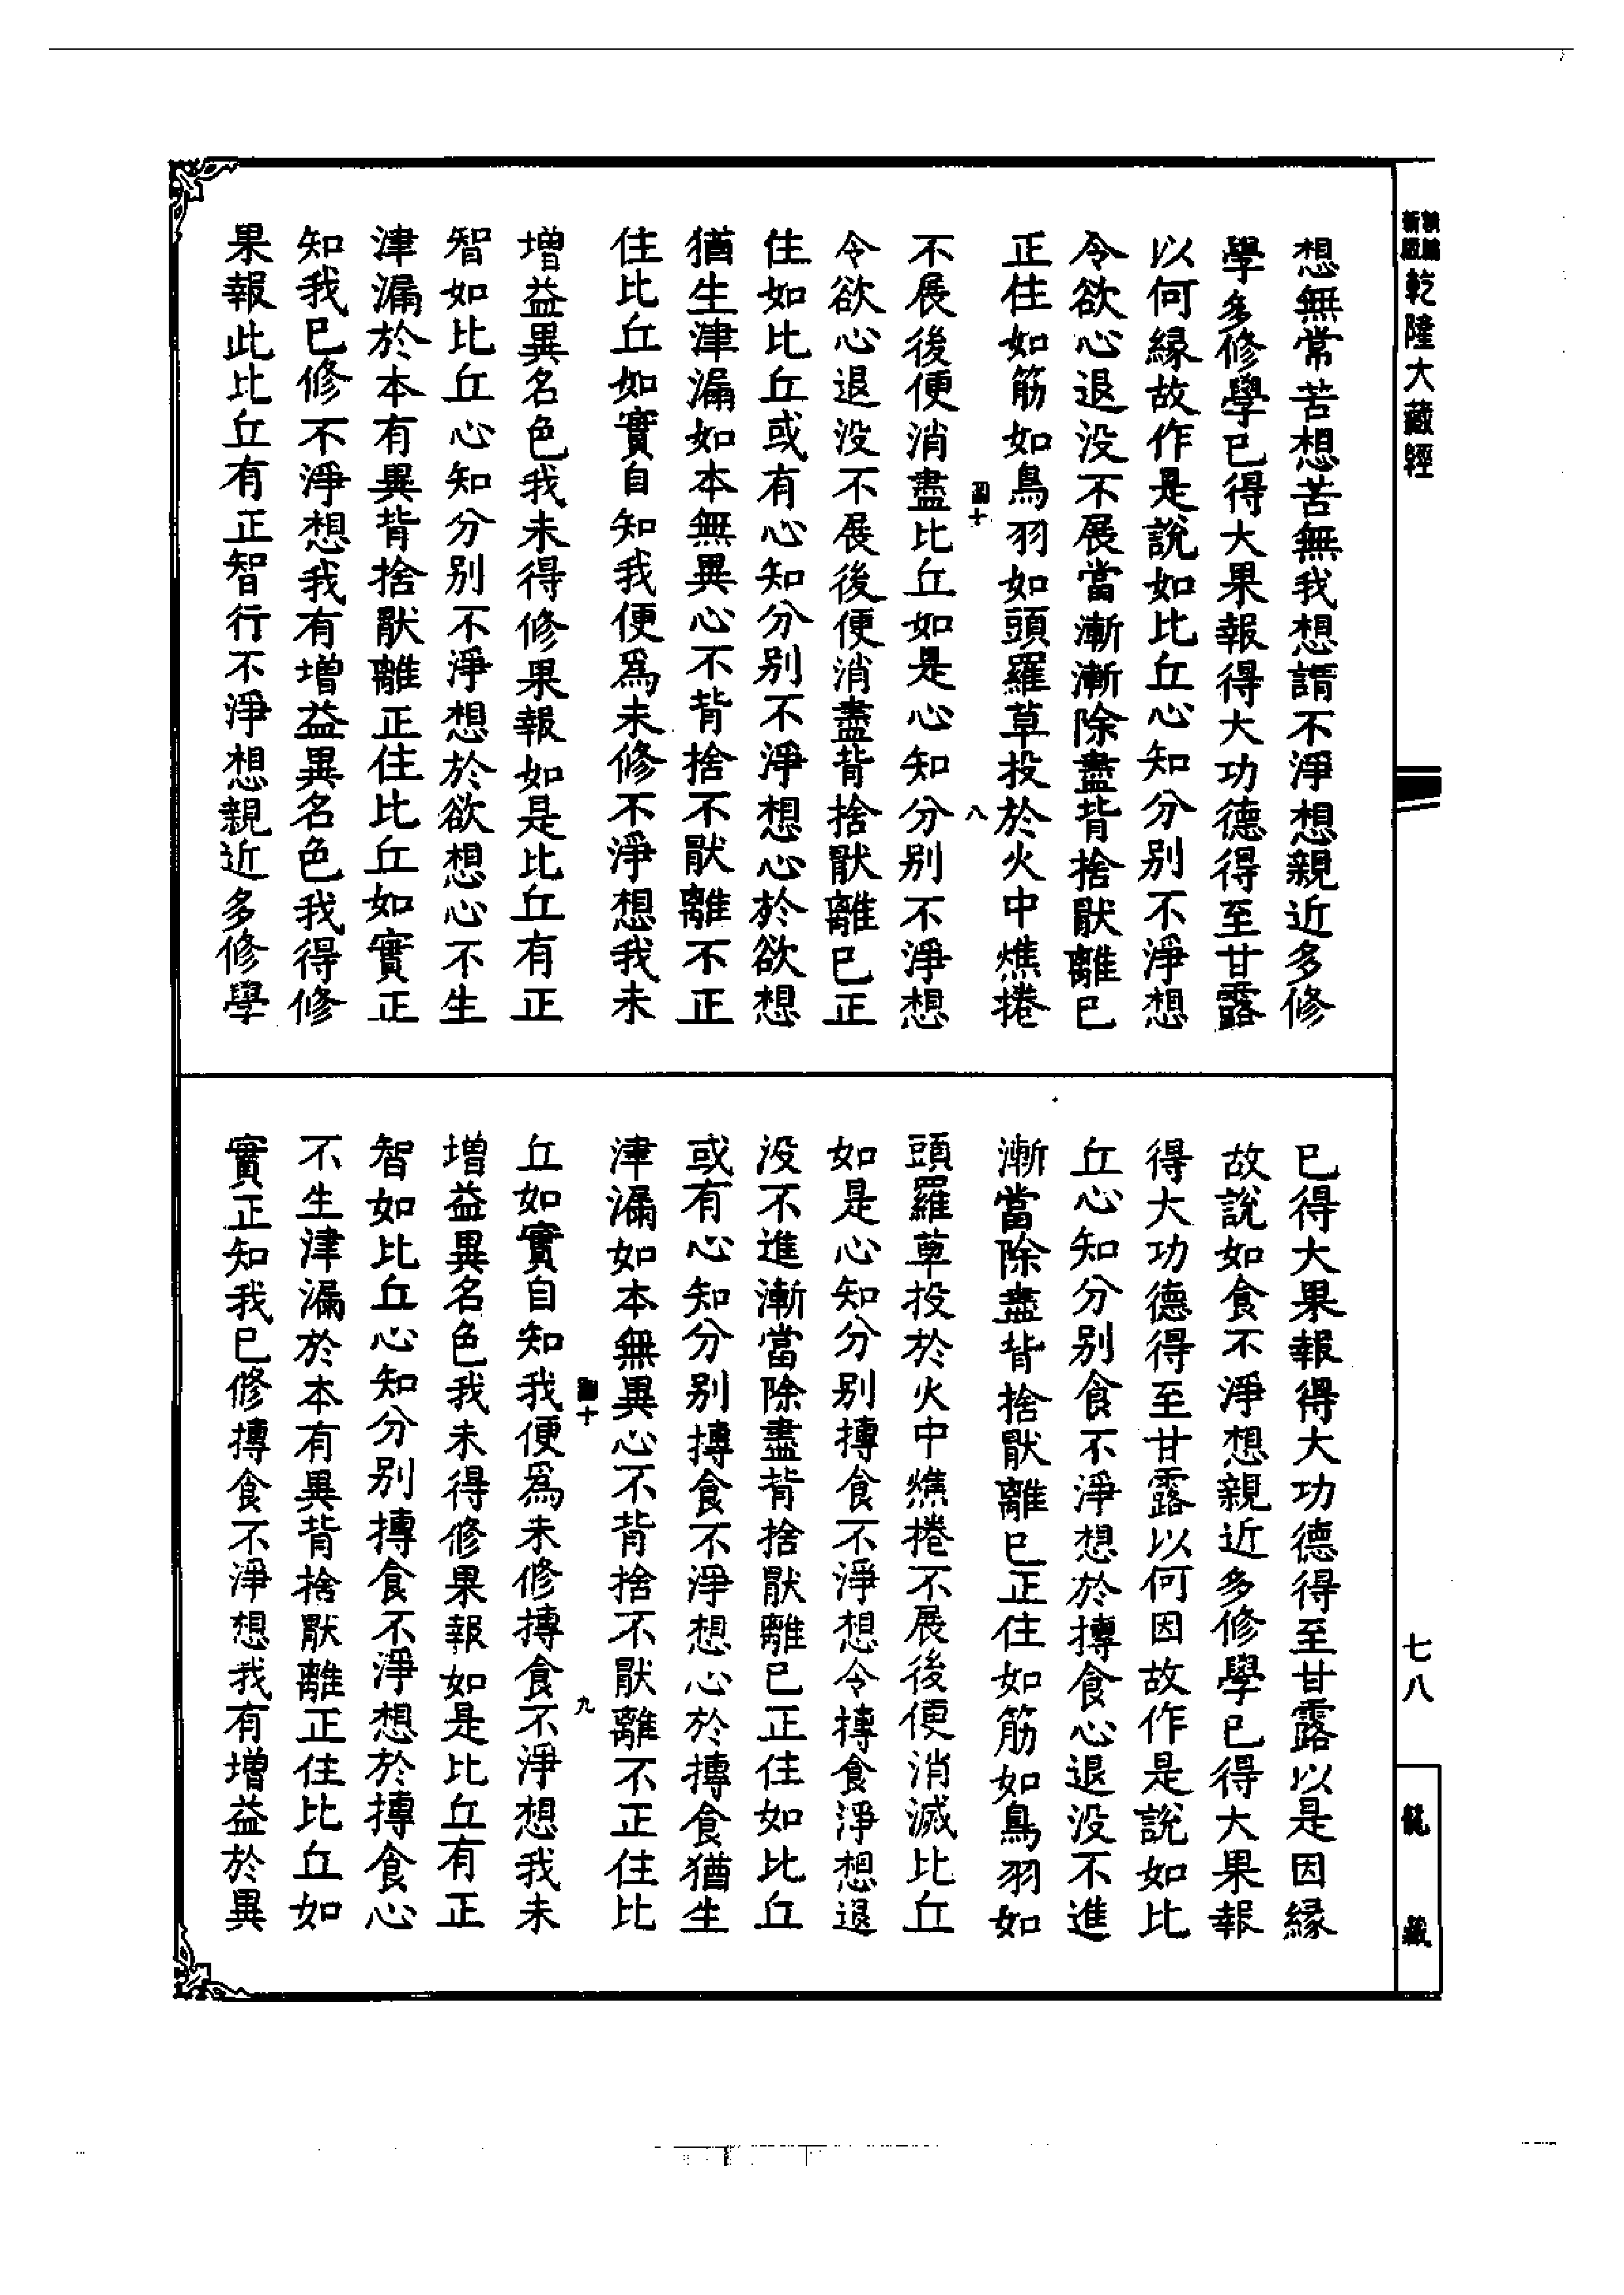 乾隆大藏經
想無常苦想苦無我想謂不淨想親近多修
學多修學已得大果報得大功德得至甘露
以何縁故作是說如比丘心知分別不淨想
令欲心退没不展當漸漸除盡背捨猒離已
正住如筋如鳥羽如頭羅草投於火中燋捲
十
八
不展後便消盡比丘如是心知分別不淨想
令欲心退没不展後便消盡背捨猒離已正
住如比丘或有心知分別不淨想心於欲想
猶生津漏如本無異心不背捨不猒離不正
住比丘如實自知我便爲未修不淨想我未
增益異名色我未得修果報如是比丘有正
智如比丘心知分別不淨想於欲想心不生
津漏於本有異背捨猒離正住比丘如實正
知我已修不淨想我有增益異名色我得修
果報此比丘有正智行不淨想親近多修學
已得大果報得大功德得至甘露以是因縁
故說如食不淨想親近多修學已得大果報
得大功德得至甘露以何因故作是說如比
丘心知分別食不淨想於摶食心退没不進
漸當除盡背捨猒離已正住如筋如鳥羽如
頭羅草投於火中燋捲不展後便消滅比丘
如是心知分別摶食不淨想令摶食淨想退
没不進漸當除盡背捨猒離已正住如比丘
或有心知分別摶食不淨想心於摶食猶生
津漏如本無異心不背捨不猒離不正住比
十
九
丘如實自知我便爲未修摶食不淨想我未
增益異名色我未得修果報如是比丘有正
智如比丘心知分別摶食不淨想於摶食心
不生津漏於本有異背捨猒離正住比丘如
實正知我已修摶食不淨想我有增益於異
七八
龍藏